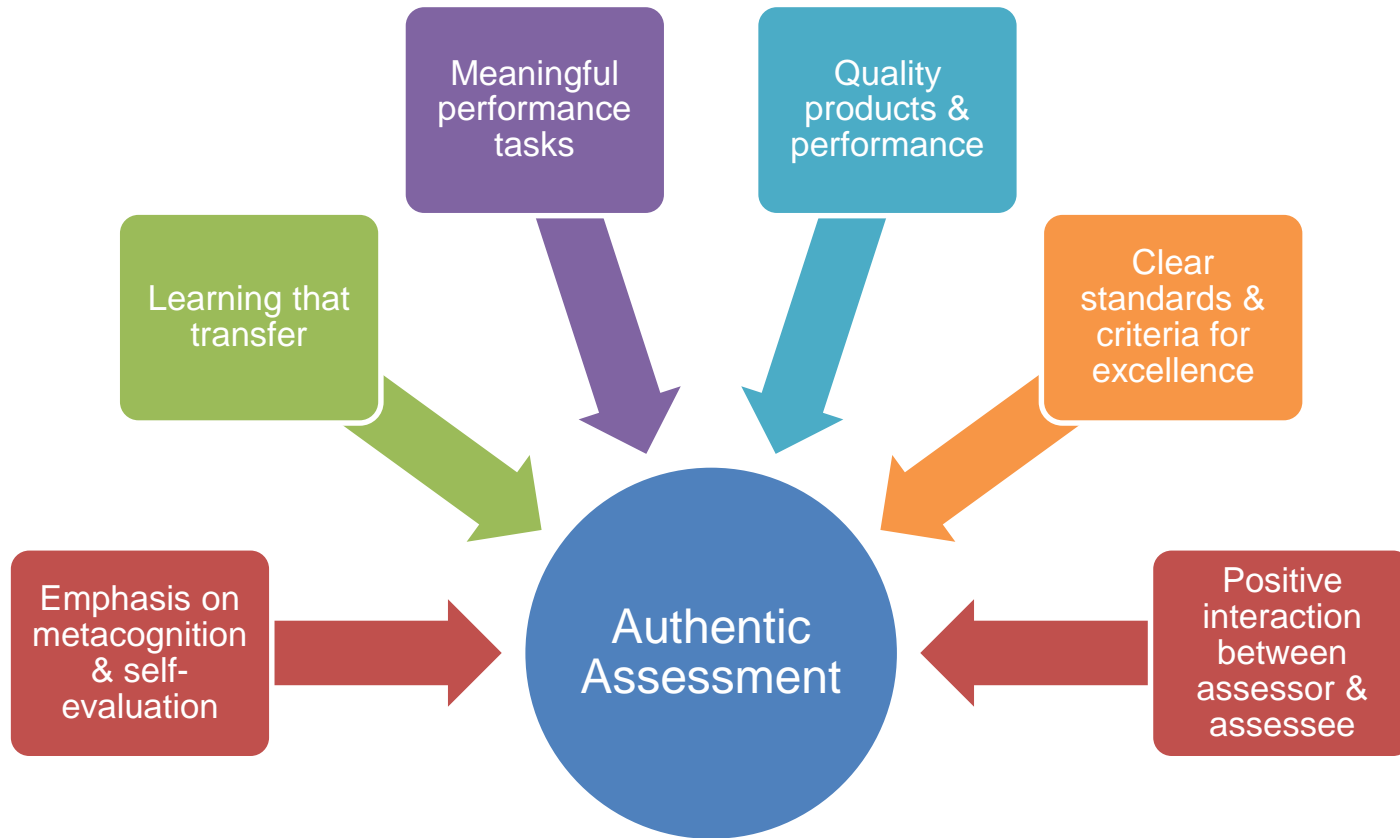 Emphasis on
metacognition
& self-
evaluation
Learning that
transfer
Meaningful
performance
tasks
Quality
products &
performance
Clear
standards &
criteria for
excellence
Positive
interaction
between
assessor &
assessee
Authentic
Assessment